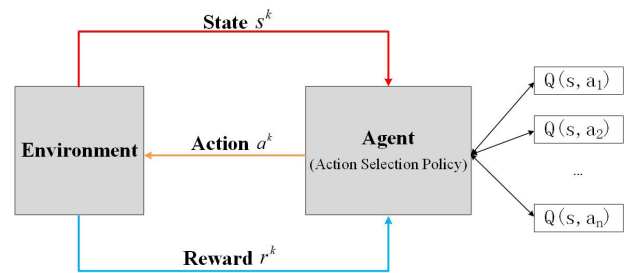 State s^k
Environment
Action a^k
Agent
(Action Selection Policy)
Reward r^k
Q(s, a₁)
Q(s, a₂)
...
Q(s, aₙ)